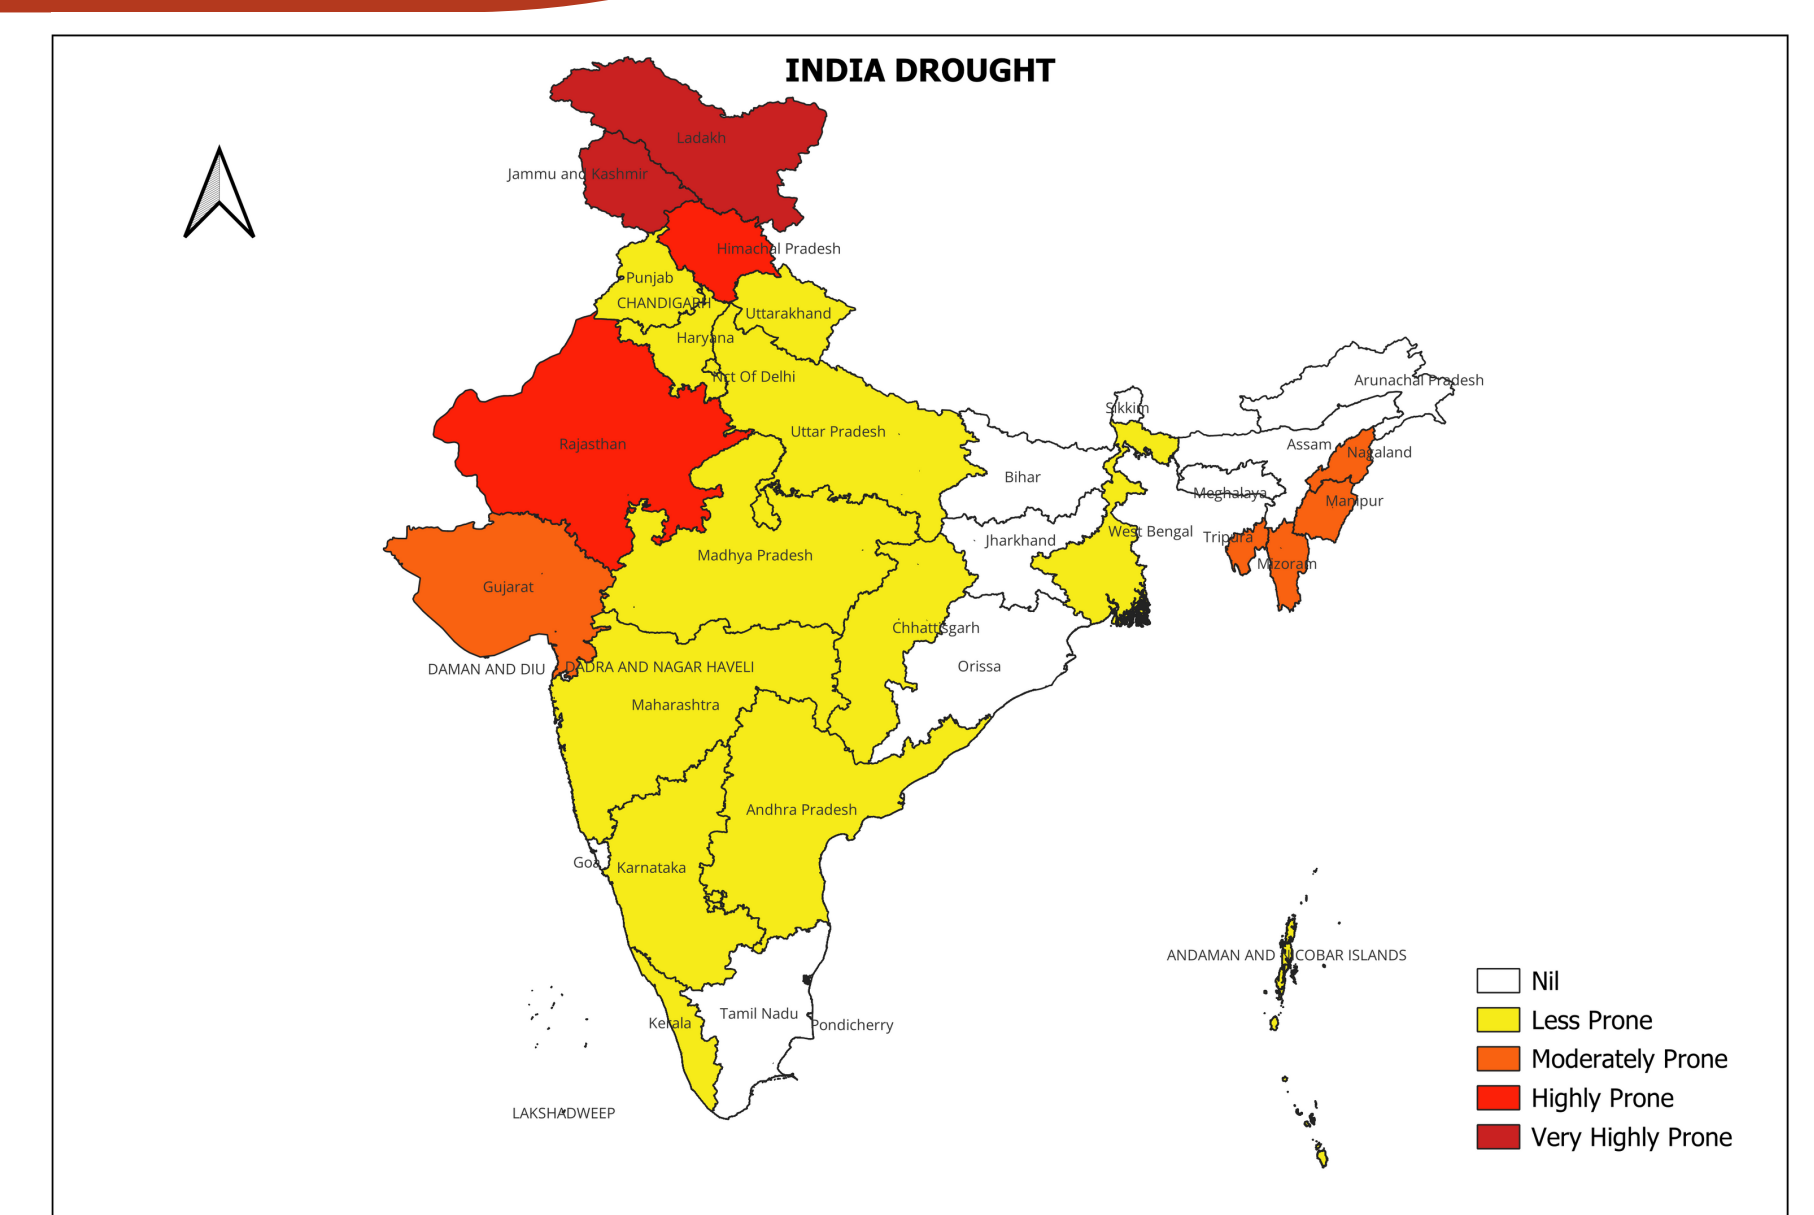 INDIA DROUGHT
Ladakh
Jammu and Kashmir
Himachal Pradesh
Punjab
CHANDIGARH
Uttarakhand
Haryana
Nct Of Delhi
Arunachal Pradesh
Sikkim
Uttar Pradesh
Rajasthan
Assam
Nagaland
Bihar
Meghalaya
Manipur
West Bengal
Tripura
Jharkhand
Madhya Pradesh
Mizoram
Gujarat
Chhattisgarh
Orissa
DAMAN AND DIU
DADRA AND NAGAR HAVELI
Maharashtra
Andhra Pradesh
Goa
Karnataka
ANDAMAN AND NICOBAR ISLANDS
Tamil Nadu
Kerala
Pondicherry
LAKSHADWEEP
Nil
Less Prone
Moderately Prone
Highly Prone
Very Highly Prone